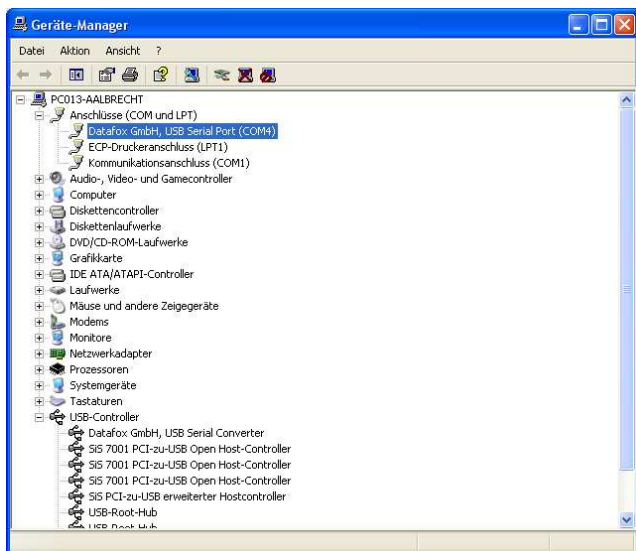 Geräte-Manager
Datei Aktion Ansicht ?
PC013-AALBRECHT
Anschlüsse (COM und LPT)
Datafox GmbH, USB Serial Port (COM4)
ECP-Druckeranschluss (LPT1)
Kommunikationsanschluss (COM1)
Audio-, Video- und Gamecontroller
Computer
Diskettencontroller
Diskettenlaufwerke
DVD/CD-ROM-Laufwerke
Grafikkarte
IDE ATA/ATAPI-Controller
Laufwerke
Mäuse und andere Zeigegeräte
Modems
Monitore
Netzwerkadapter
Prozessoren
Systemgeräte
Tastaturen
USB-Controller
Datafox GmbH, USB Serial Converter
SiS 7001 PCI-zu-USB Open Host-Controller
SiS 7001 PCI-zu-USB Open Host-Controller
SiS 7001 PCI-zu-USB Open Host-Controller
SiS PCI-zu-USB erweiterter Hostcontroller
USB-Root-Hub
USB-Root-Hub